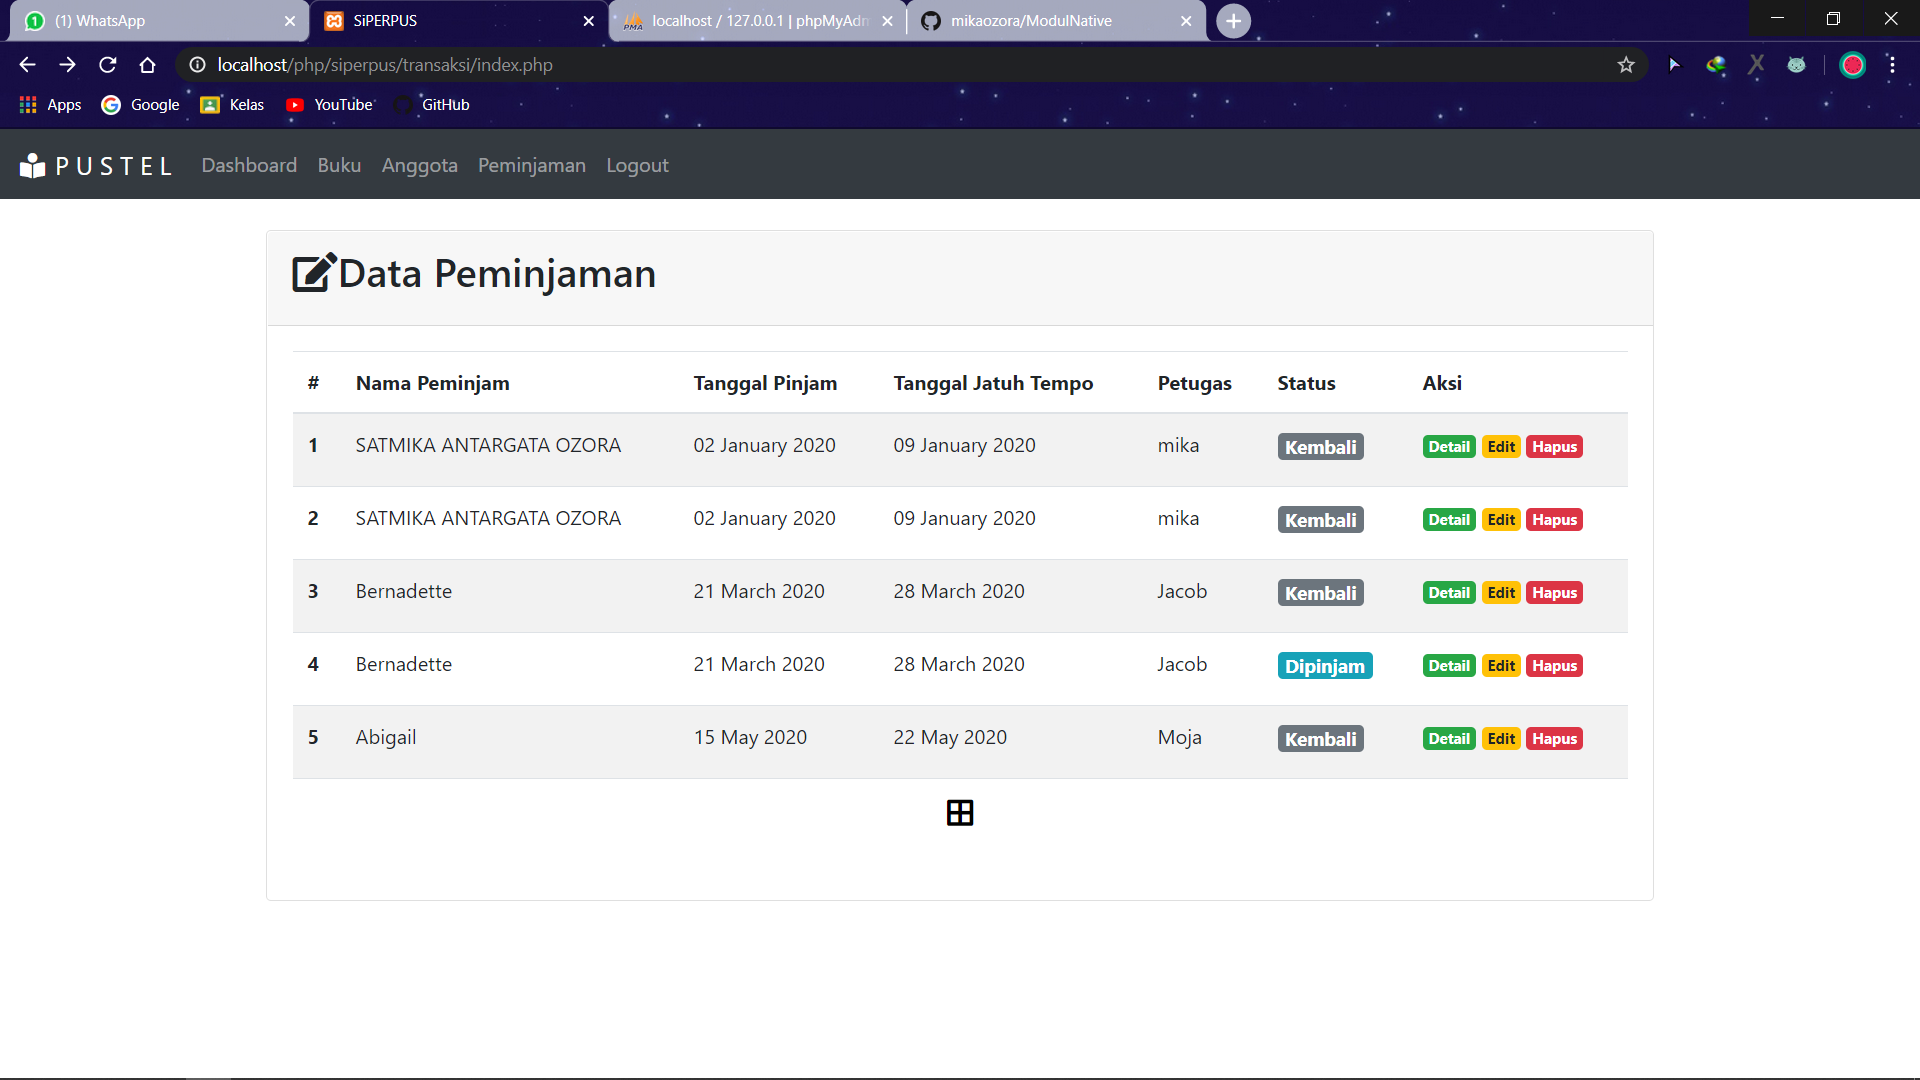 (1) WhatsApp
SiPERPUS
localhost / 127.0.0.1 | phpMyAdm
mikaozora/ModulNative
localhost/php/siperpus/transaksi/index.php
Apps Google Kelas YouTube GitHub
PUSTEL Dashboard Buku Anggota Peminjaman Logout
Data Peminjaman
# Nama Peminjam Tanggal Pinjam Tanggal Jatuh Tempo Petugas Status Aksi
1 SATMIKA ANTARGATA OZORA 02 January 2020 09 January 2020 mika Kembali Detail Edit Hapus
2 SATMIKA ANTARGATA OZORA 02 January 2020 09 January 2020 mika Kembali Detail Edit Hapus
3 Bernadette 21 March 2020 28 March 2020 Jacob Kembali Detail Edit Hapus
4 Bernadette 21 March 2020 28 March 2020 Jacob Dipinjam Detail Edit Hapus
5 Abigail 15 May 2020 22 May 2020 Moja Kembali Detail Edit Hapus